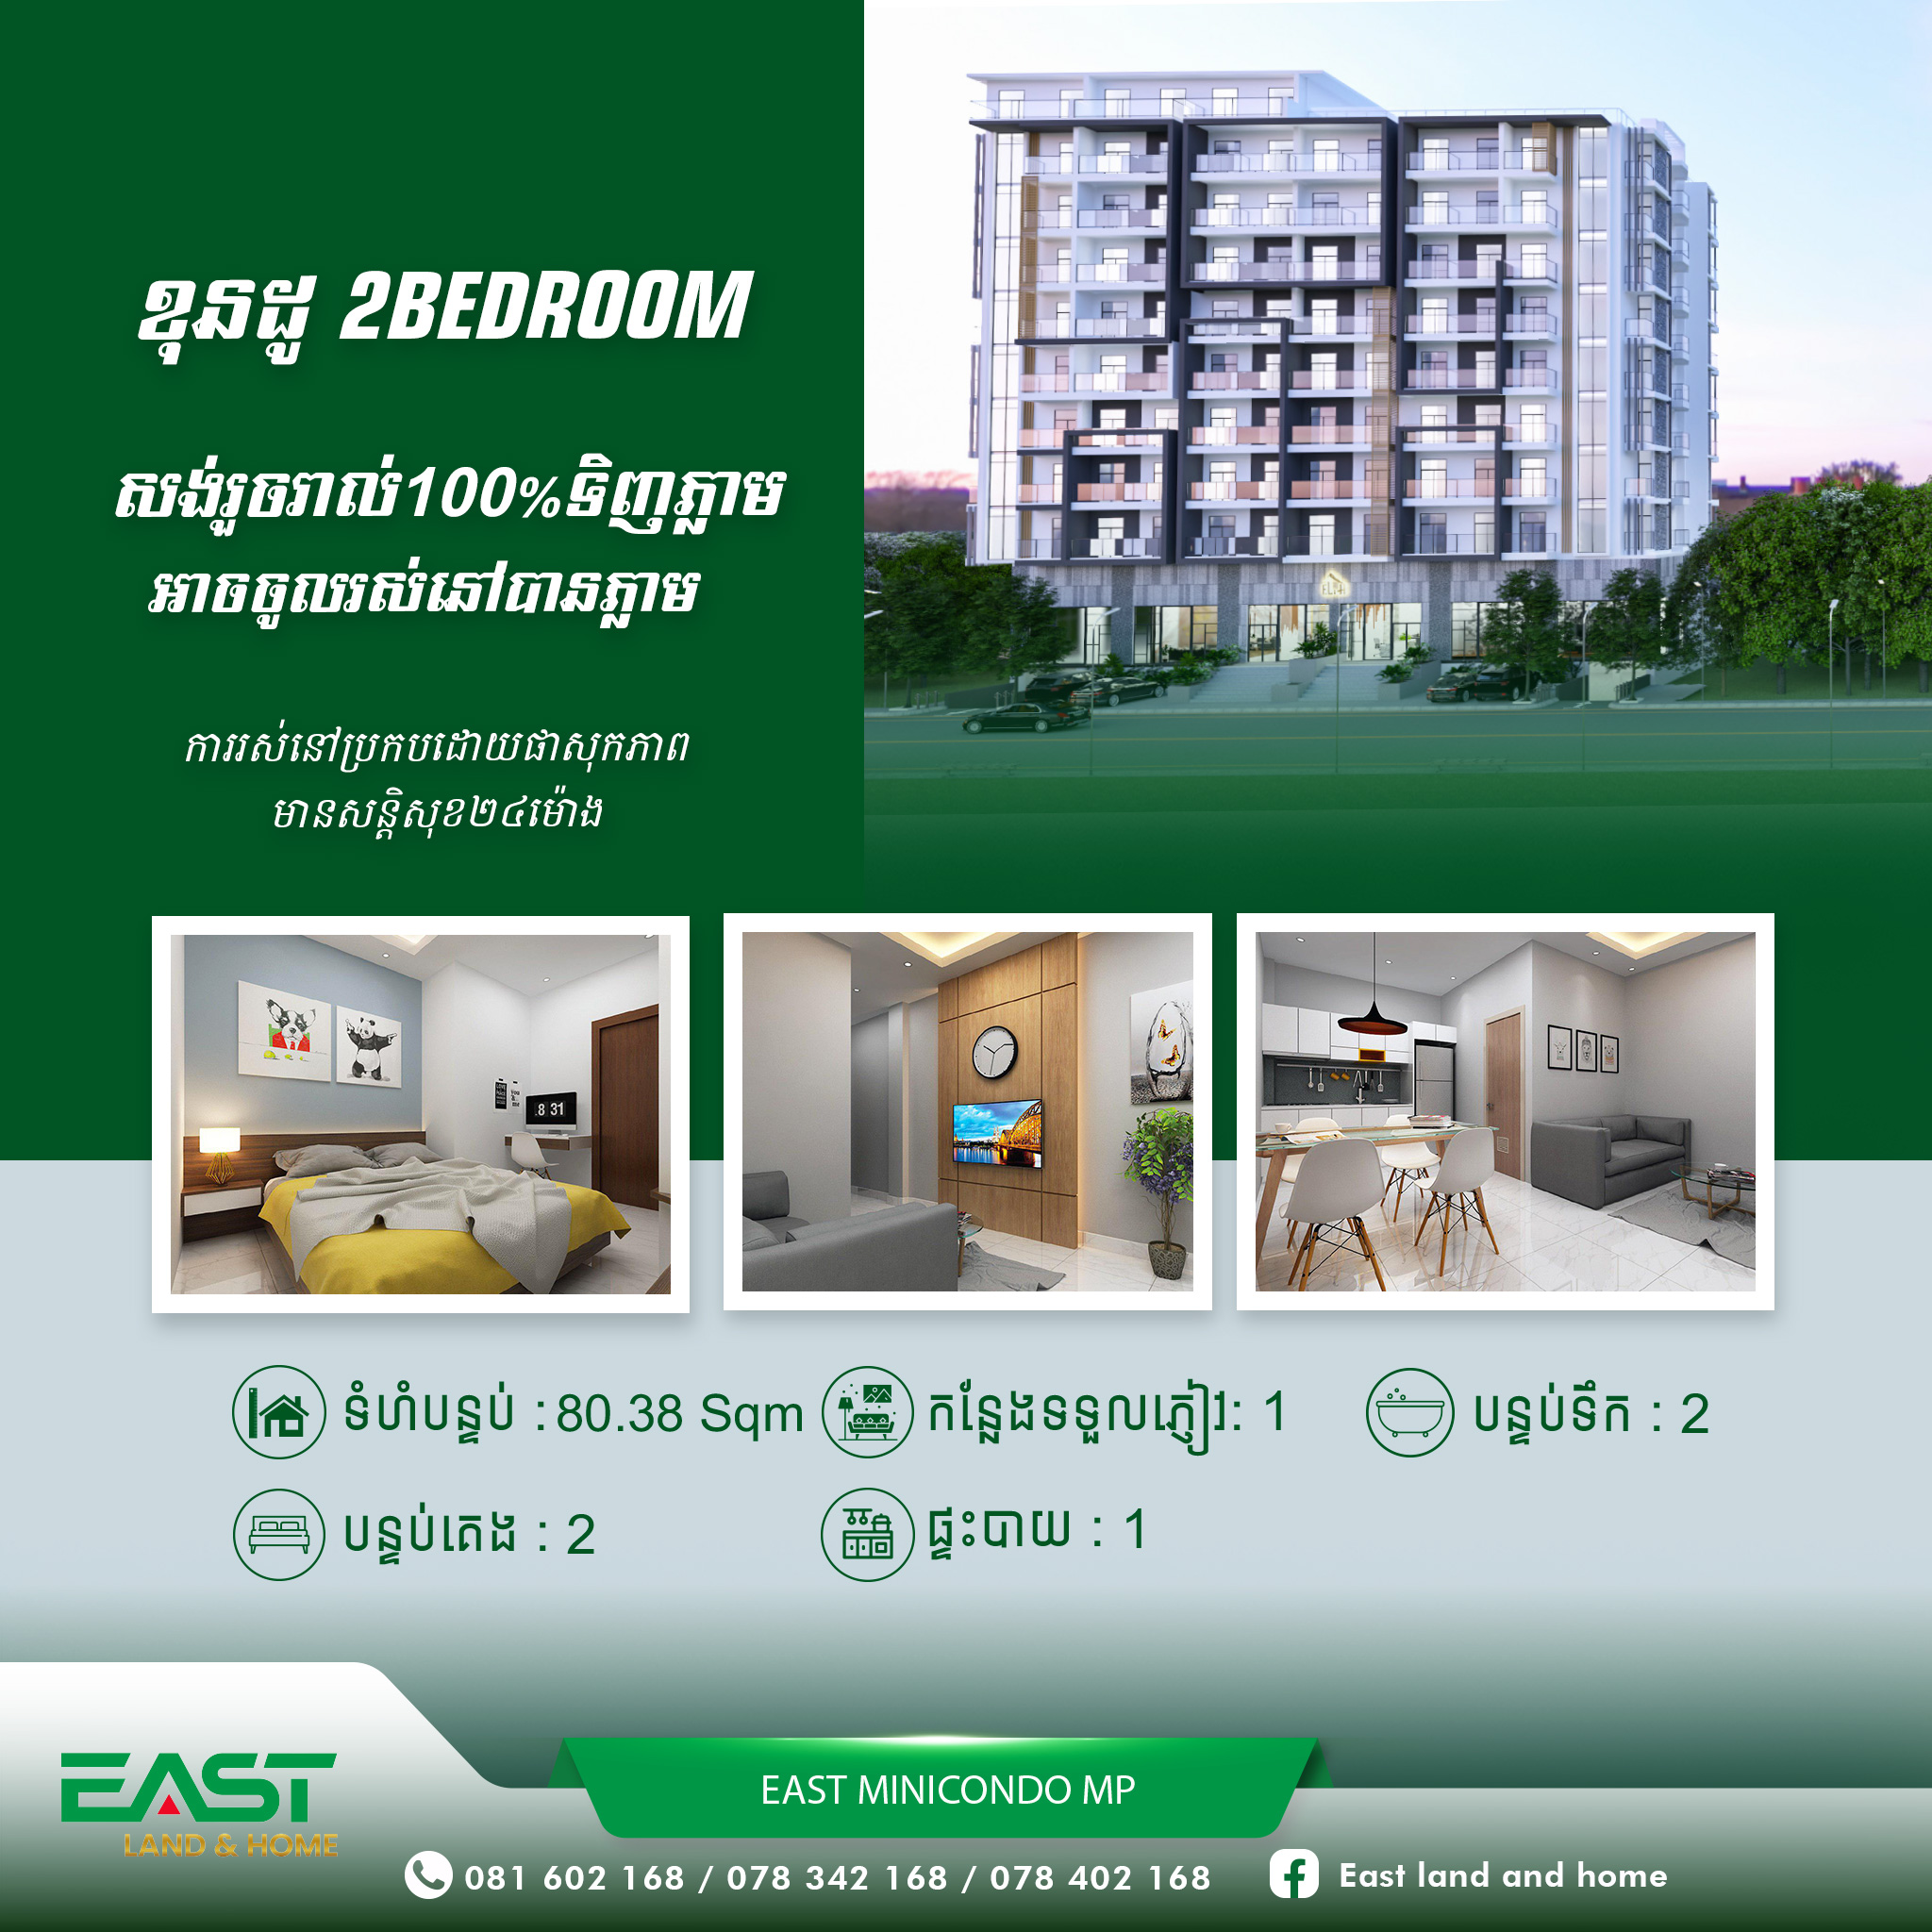 ខុនដូ 2BEDROOM
សង់រួចរាល់100%ទិញភ្លាម
អាចចូលរស់នៅបានភ្លាម
ការរស់នៅប្រកបដោយផាសុកភាព
មានសន្តិសុខ២៤ម៉ោង
8 31
ទំហំបន្ទប់ : 80.38 Sqm
កន្លែងទទួលភ្ញៀវ: 1
បន្ទប់ទឹក : 2
បន្ទប់គេង : 2
ផ្ទះបាយ : 1
EAST
LAND & HOME
EAST MINICONDO MP
081 602 168 / 078 342 168 / 078 402 168
East land and home